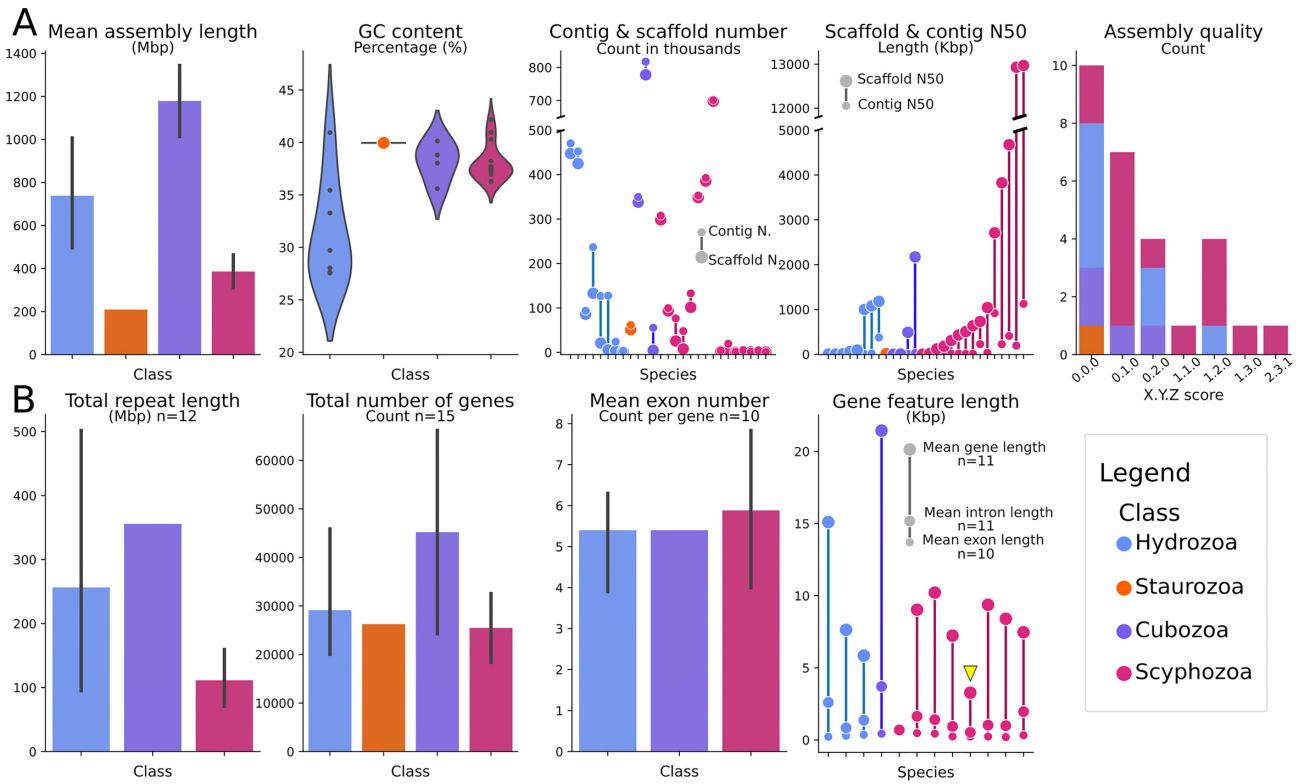 A
Mean assembly length
(Mbp)
1400
1200
1000
800
600
400
200
0
Class
GC content
Percentage (%)
45
40
35
30
25
20
Class
Contig & scaffold number
Count in thousands
800
700
500
400
300
200
100
0
Contig N.
Scaffold N.
Species
Scaffold & contig N50
Length (Kbp)
13000
12000
5000
4000
3000
2000
1000
0
Scaffold N50
Contig N50
Species
Assembly quality
Count
10
8
6
4
2
0
0.0.0
0.1.0
0.2.0
1.1.0
1.2.0
1.3.0
2.3.1
X.Y.Z score
B
Total repeat length
(Mbp) n=12
500
400
300
200
100
0
Class
Total number of genes
Count n=15
60000
50000
40000
30000
20000
10000
0
Class
Mean exon number
Count per gene n=10
8
7
6
5
4
3
2
1
0
Class
Gene feature length
(Kbp)
20
15
10
5
0
Mean gene length
n=11
Mean intron length
n=11
Mean exon length
n=10
Species
Legend
Class
Hydrozoa
Staurozoa
Cubozoa
Scyphozoa